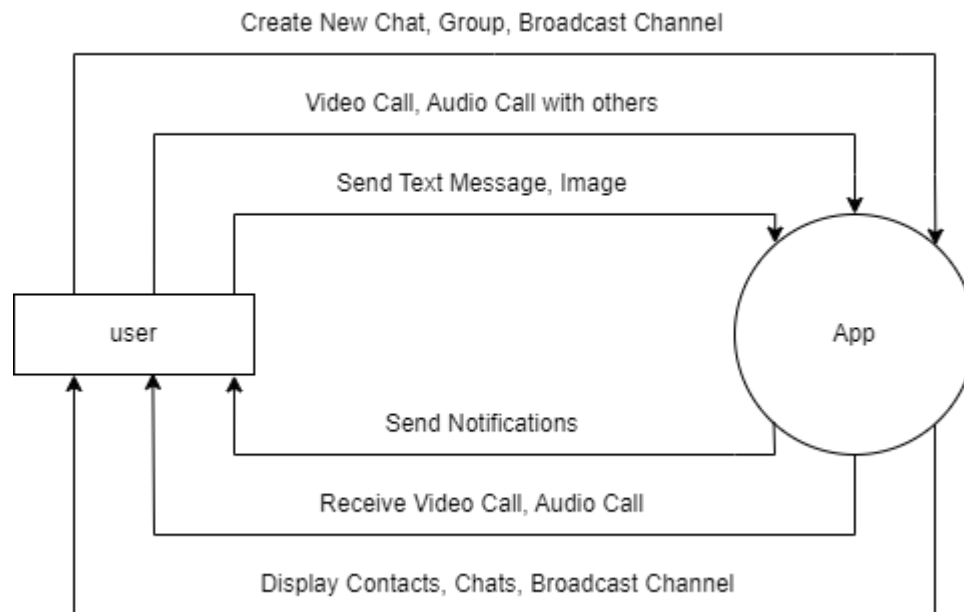 Create New Chat, Group, Broadcast Channel
Video Call, Audio Call with others
Send Text Message, Image
user
App
Send Notifications
Receive Video Call, Audio Call
Display Contacts, Chats, Broadcast Channel